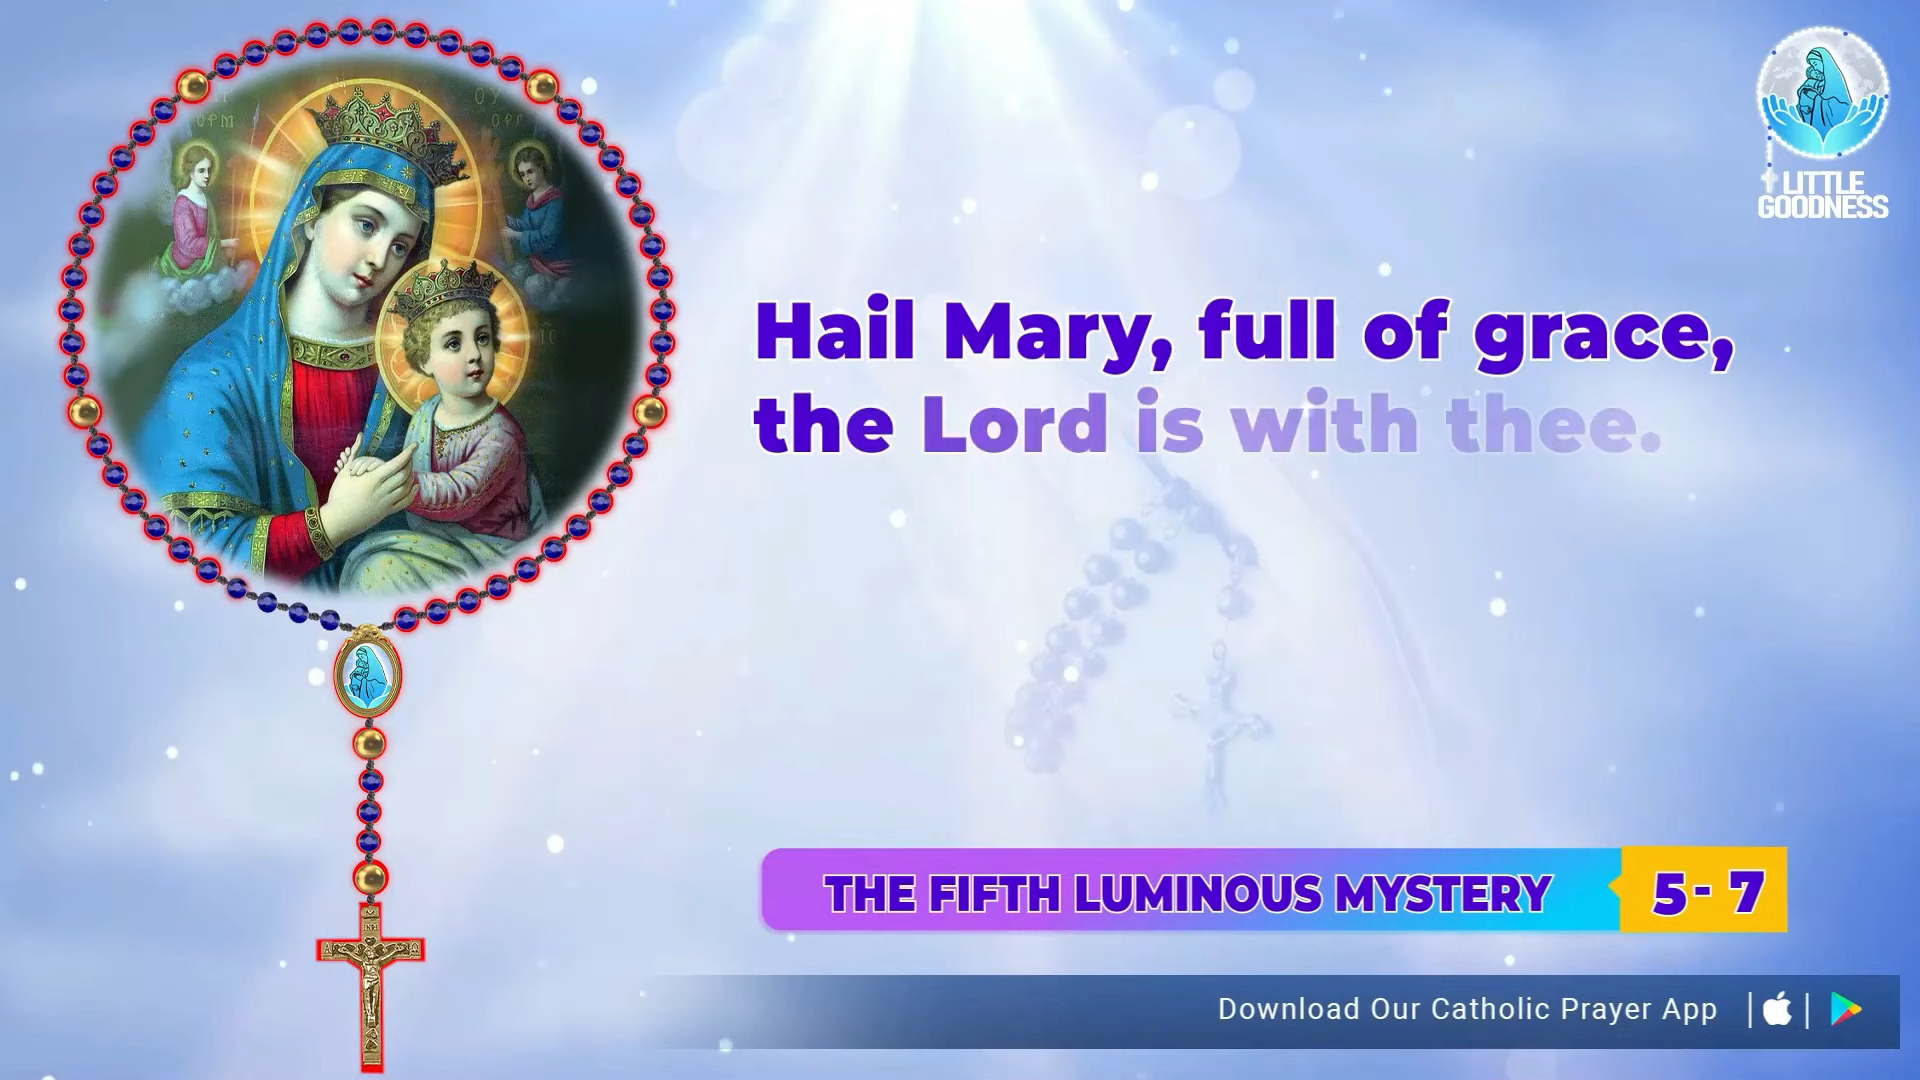 LITTLE
GOODNESS
Hail Mary, full of grace,
the Lord is with thee.
THE FIFTH LUMINOUS MYSTERY
5- 7
Download Our Catholic Prayer App
INRI